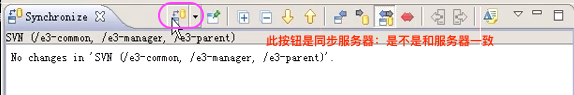 Synchronize
SVN (/e3-common, /e3-manager, /e3-parent)
此按钮是同步服务器：是不是和服务器一致
No changes in 'SVN (/e3-common, /e3-manager, /e3-parent)'.